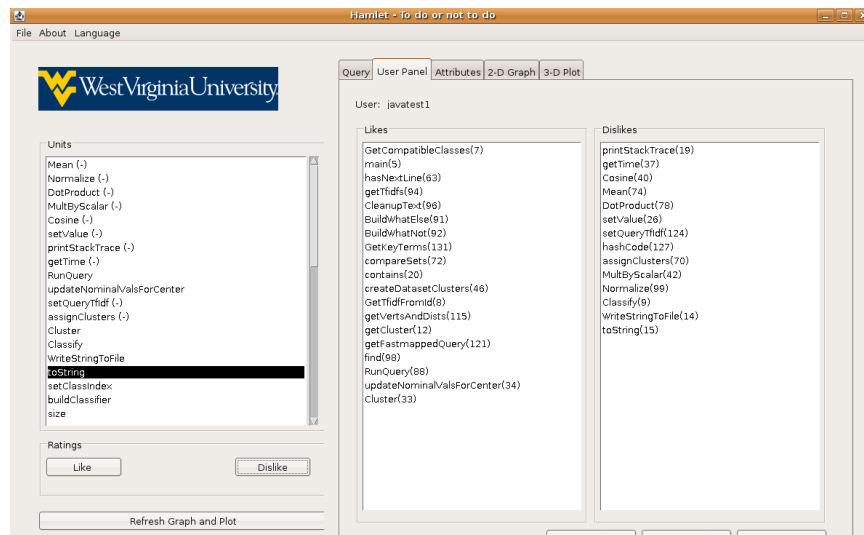 Hamlet - To do or not to do
File About Language
West Virginia University.
Query User Panel Attributes 2-D Graph 3-D Plot
User: javatest1
Units
Mean (-)
Normalize (-)
DotProduct (-)
MultByScalar (-)
Cosine (-)
setValue (-)
printStackTrace (-)
getTime (-)
RunQuery
updateNominalValsForCenter
setQueryTfidf (-)
assignClusters (-)
Cluster
Classify
WriteStringToFile
toString
setClassIndex
buildClassifier
size
Ratings
Like Dislike
Refresh Graph and Plot
Likes
GetCompatibleClasses(7)
main(5)
hasNextLine(63)
getTfidfs(94)
CleanupText(96)
BuildWhatElse(91)
BuildWhatNot(92)
GetKeyTerms(131)
compareSets(72)
contains(20)
createDatasetClusters(46)
GetTfidfFromId(8)
getVertsAndDists(115)
getCluster(12)
getFastmappedQuery(121)
find(98)
RunQuery(88)
updateNominalValsForCenter(34)
Cluster(33)
Dislikes
printStackTrace(19)
getTime(37)
Cosine(40)
Mean(74)
DotProduct(78)
setValue(26)
setQueryTfidf(124)
hashCode(127)
assignClusters(70)
MultByScalar(42)
Normalize(99)
Classify(9)
WriteStringToFile(14)
toString(15)